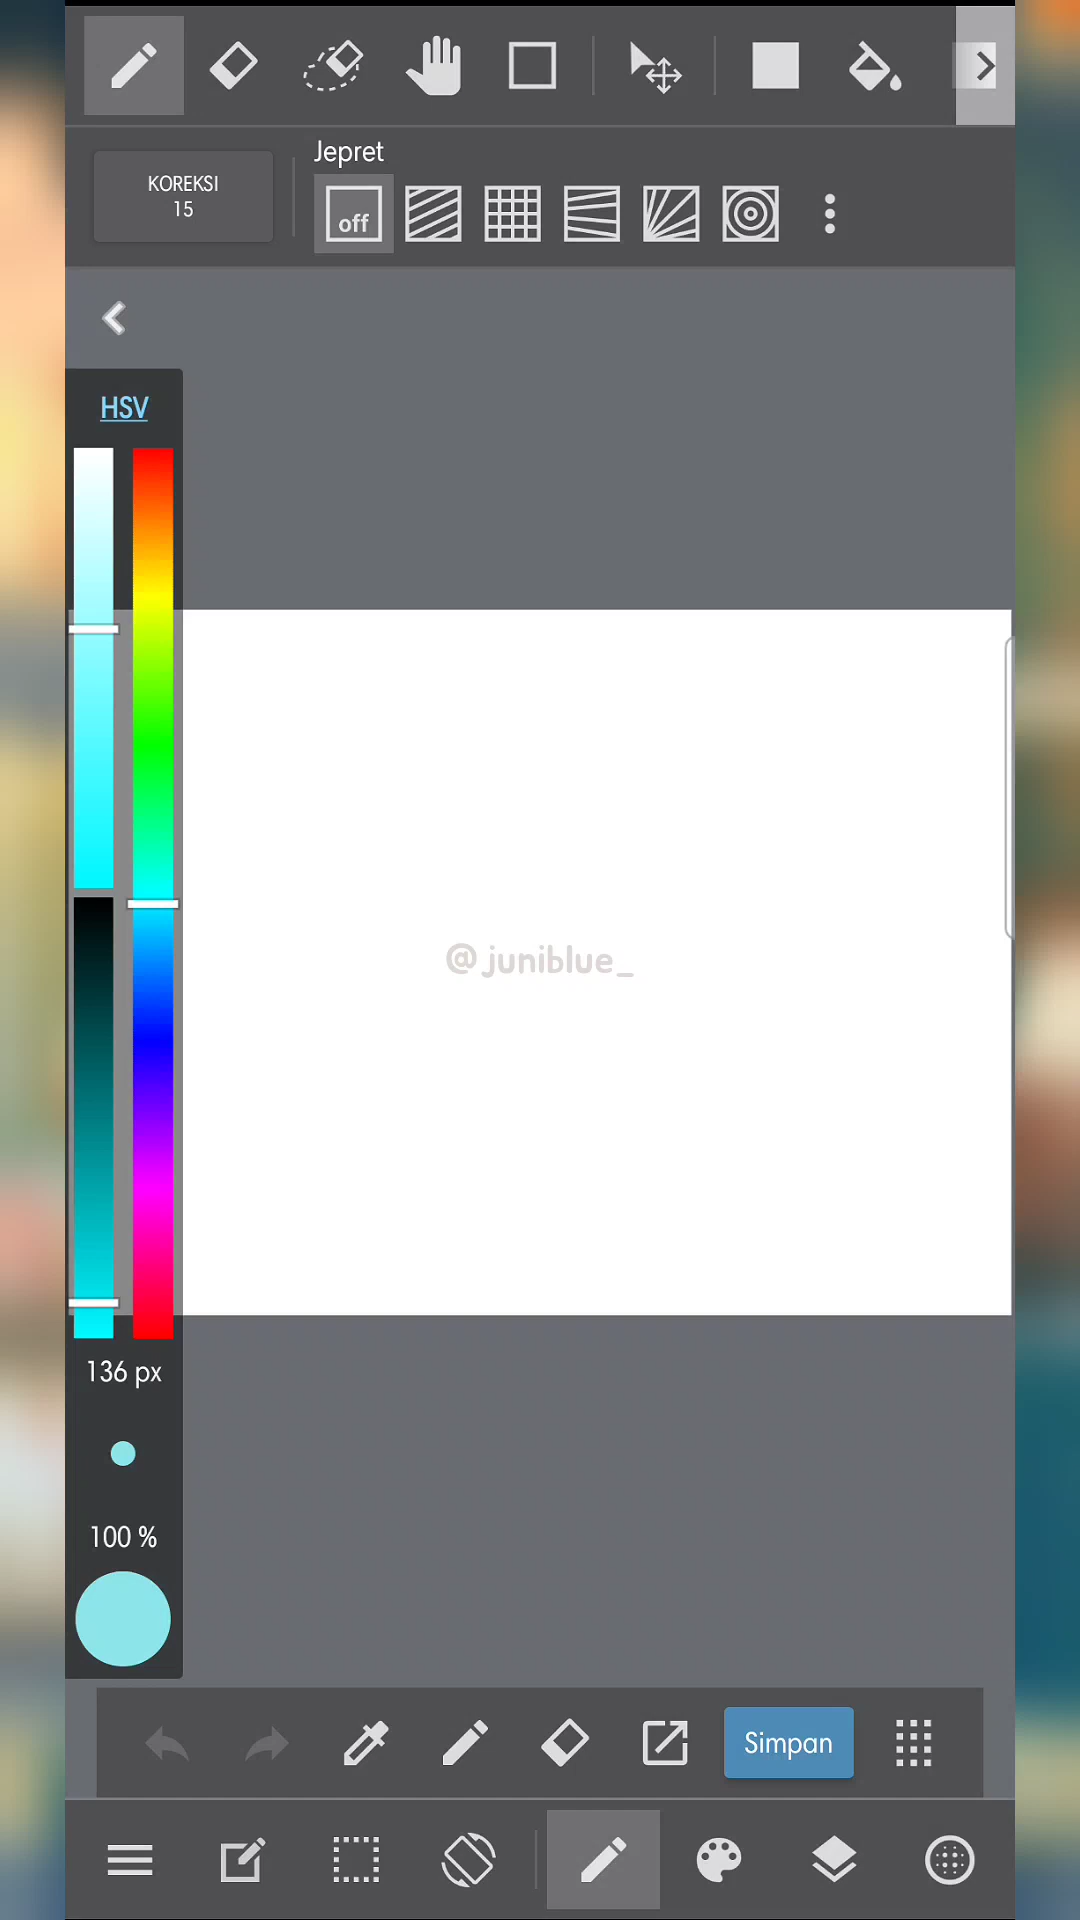 Jepret
KOREKSI
15
off
HSV
@juniblue_
136 px
100 %
Simpan